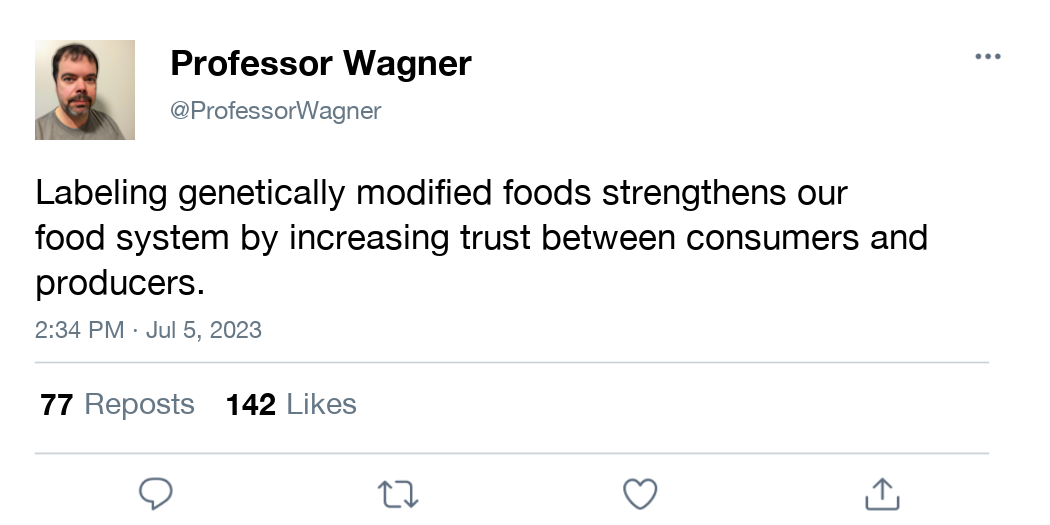 Professor Wagner
@ProfessorWagner
Labeling genetically modified foods strengthens our
food system by increasing trust between consumers and
producers.
2:34 PM · Jul 5, 2023
77 Reposts 142 Likes